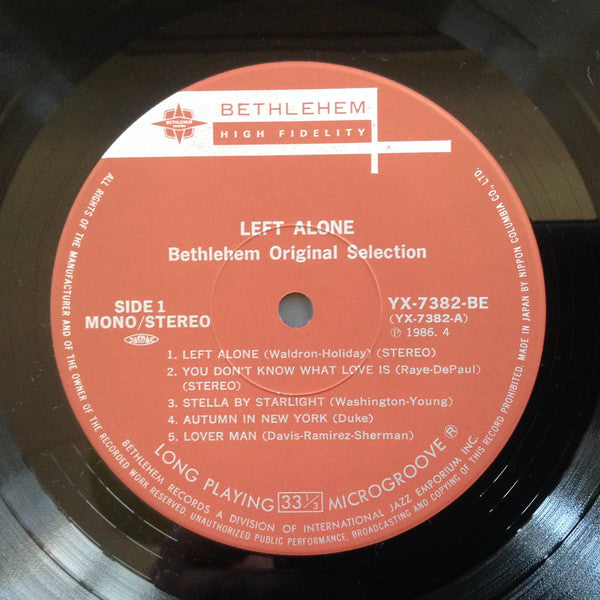 BETHLEHEM
BETHLEHEM
HIGH FIDELITY
LEFT ALONE
Bethlehem Original Selection
SIDE 1
MONO/STEREO
JASRAC
YX-7382-BE
(YX-7382-A)
Ⓟ 1986. 4
1. LEFT ALONE (Waldron-Holiday) (STEREO)
2. YOU DON'T KNOW WHAT LOVE IS (Raye-DePaul)
(STEREO)
3. STELLA BY STARLIGHT (Washington-Young)
4. AUTUMN IN NEW YORK (Duke)
5. LOVER MAN (Davis-Ramirez-Sherman)
LONG PLAYING 33 1/3 MICROGROOVE ®
BETHLEHEM RECORDS A DIVISION OF INTERNATIONAL JAZZ EMPORIUM INC.
ALL RIGHTS OF THE MANUFACTURER AND OF THE OWNER OF THE RECORDED WORK RESERVED. UNAUTHORIZED PUBLIC PERFORMANCE, BROADCASTING AND COPYING OF THIS RECORD PROHIBITED. MADE IN JAPAN BY NIPPON COLUMBIA CO., LTD.